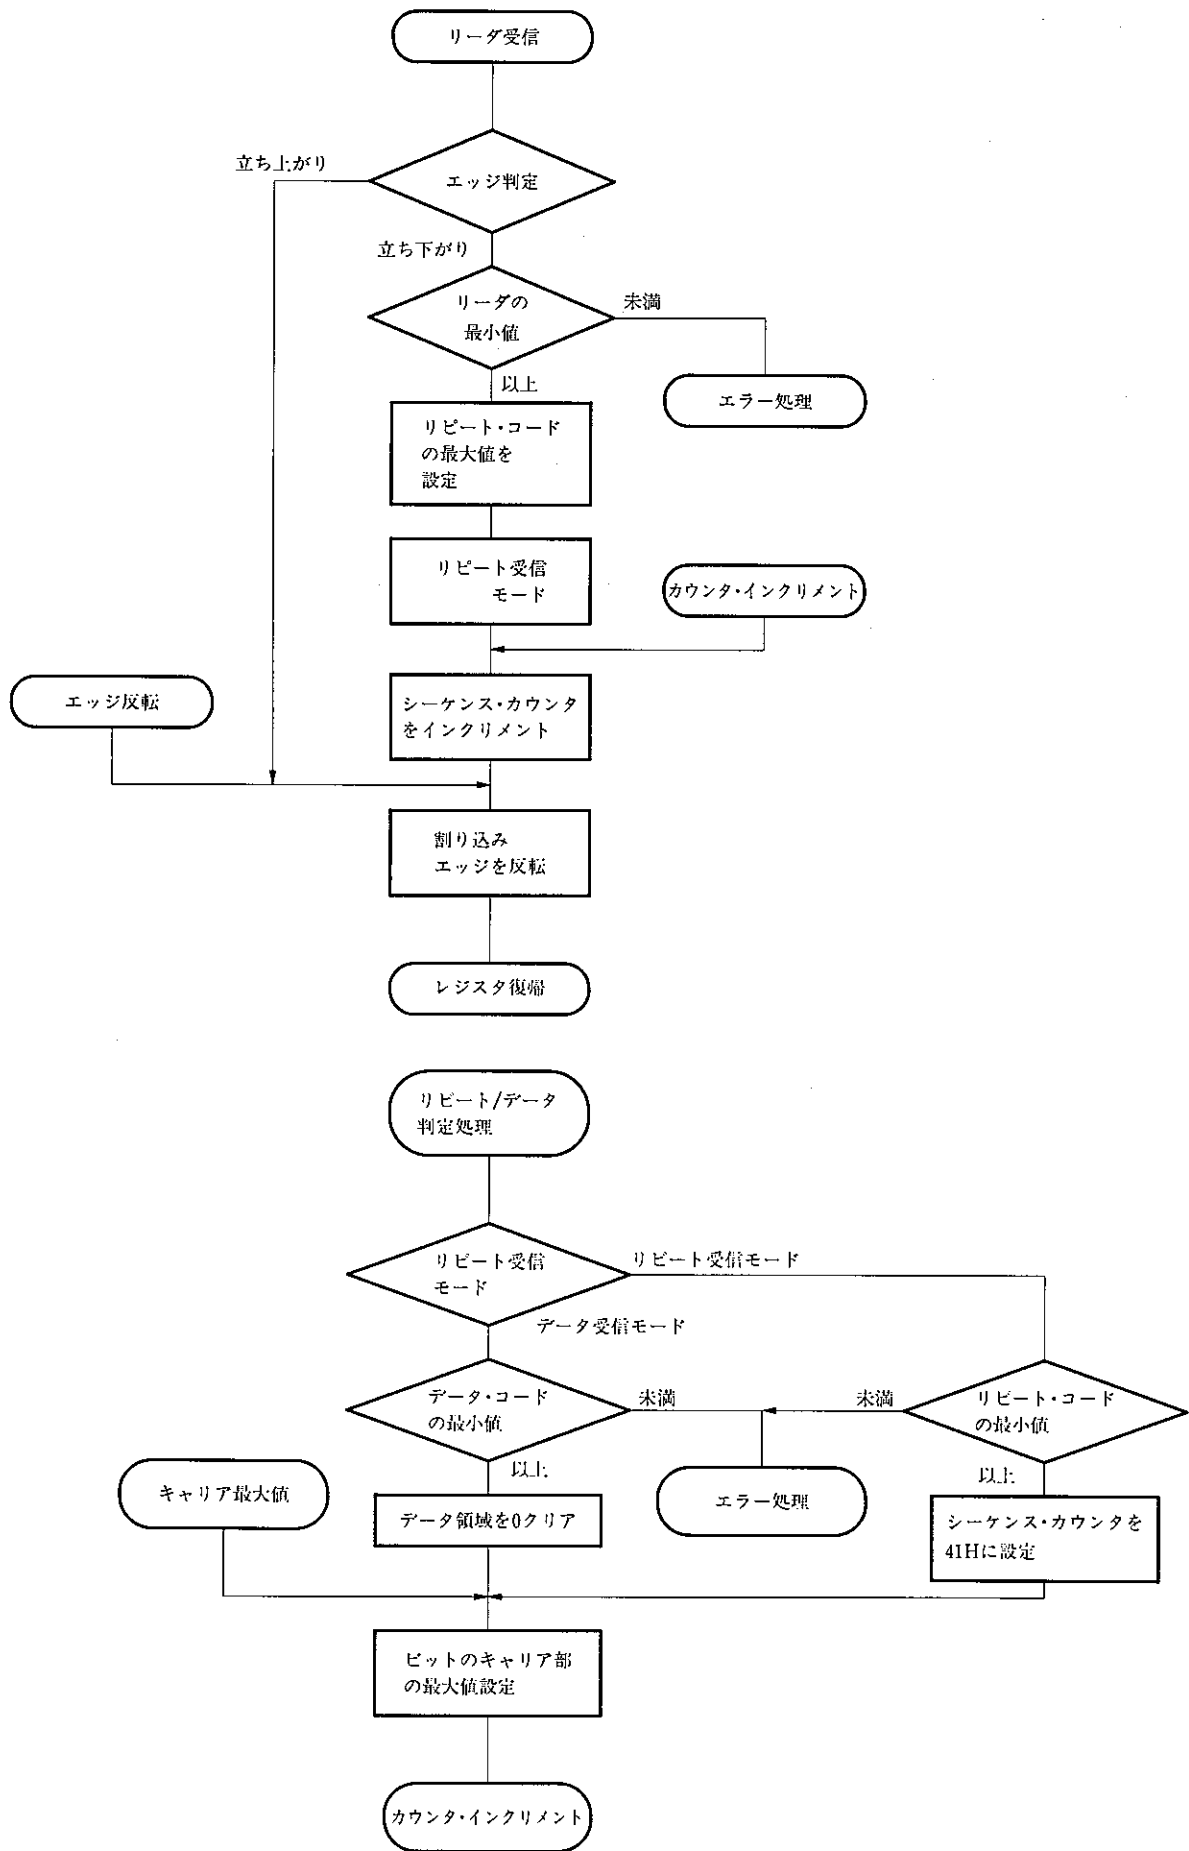 リーダ受信
立ち上がり
エッジ判定
立ち下がり
リーダの
最小値
未満
以上
エラー処理
リピート・コード
の最大値を
設定
リピート受信
モード
カウンタ・インクリメント
エッジ反転
シーケンス・カウンタ
をインクリメント
割り込み
エッジを反転
レジスタ復帰
リピート/データ
判定処理
リピート受信
モード
リピート受信モード
データ受信モード
データ・コード
の最小値
未満
未満
リピート・コード
の最小値
以上
以上
キャリア最大値
データ領域を0クリア
エラー処理
シーケンス・カウンタを
41Hに設定
ビットのキャリア部
の最大値設定
カウンタ・インクリメント